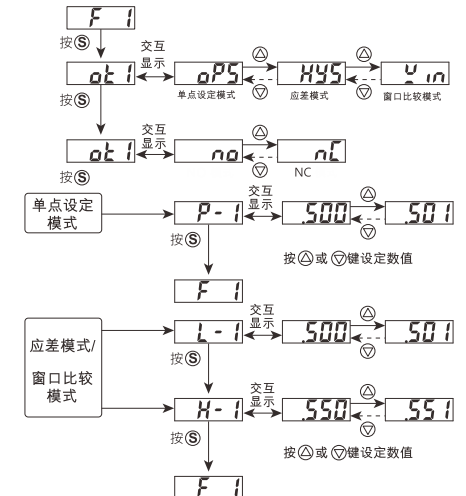 F 1
按Ⓢ
交互
显示
ot 1
oPS
HYS
Y in
单点设定模式
应差模式
窗口比较模式
按Ⓢ
交互
显示
ot 1
no
nC
NC
按Ⓢ
单点设定
模式
交互
显示
P-1
.500
.501
按Ⓢ
按△或▽键设定数值
F 1
应差模式/
窗口比较
模式
交互
显示
L-1
.500
.501
按Ⓢ
交互
显示
H-1
.550
.551
按Ⓢ
按△或▽键设定数值
F 1